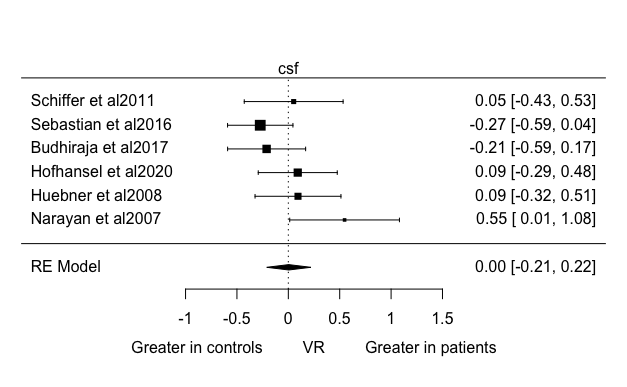 csf
Schiffer et al2011 0.05 [-0.43, 0.53]
Sebastian et al2016 -0.27 [-0.59, 0.04]
Budhiraja et al2017 -0.21 [-0.59, 0.17]
Hofhansel et al2020 0.09 [-0.29, 0.48]
Huebner et al2008 0.09 [-0.32, 0.51]
Narayan et al2007 0.55 [ 0.01, 1.08]
RE Model 0.00 [-0.21, 0.22]
-1 -0.5 0 0.5 1 1.5
Greater in controls VR Greater in patients